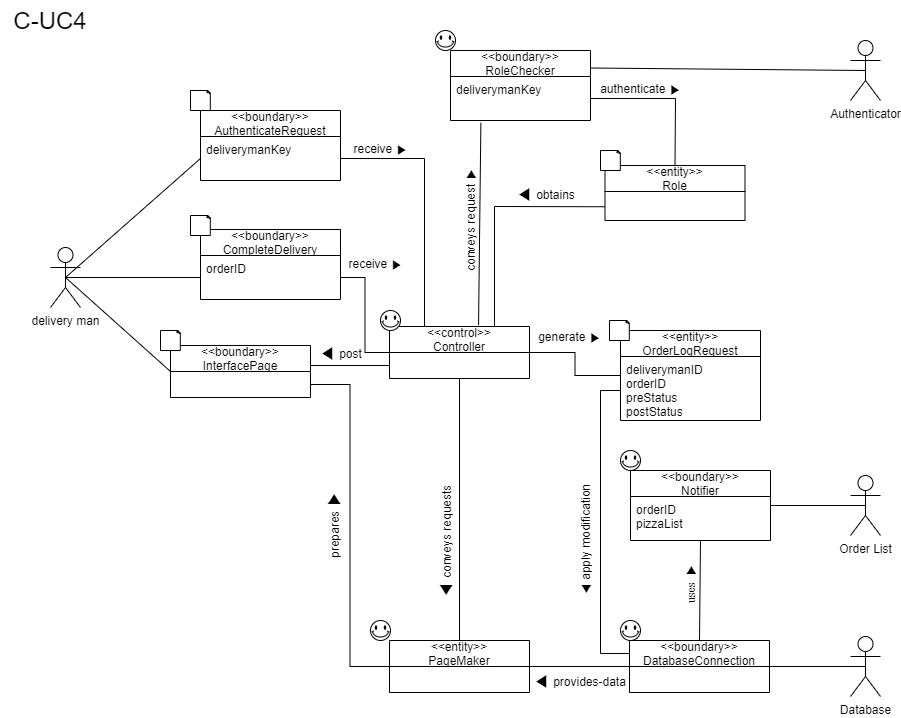 C-UC4
<<boundary>>
RoleChecker
deliverymanKey
authenticate
Authenticator
<<boundary>>
AuthenticateRequest
deliverymanKey
receive
<<entity>>
Role
obtains
conveys request
<<boundary>>
CompleteDelivery
orderID
receive
delivery man
<<control>>
Controller
generate
<<entity>>
OrderLogRequest
deliverymanID
orderID
preStatus
postStatus
<<boundary>>
InterfacePage
post
<<boundary>>
Notifier
orderID
pizzaList
Order List
prepares
conveys requests
apply modification
uses
<<entity>>
PageMaker
<<boundary>>
DatabaseConnection
provides-data
Database